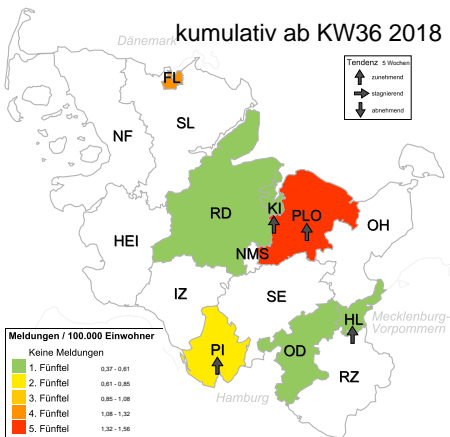 kumulativ ab KW36 2018
Dänemark
Tendenz 5 Wochen
zunehmend
stagnierend
abnehmend
FL
NF
SL
RD
KI
PLO
OH
HEI
NMS
IZ
SE
HL
Mecklenburg-
Vorpommern
PI
OD
RZ
Hamburg
Meldungen / 100.000 Einwohner
Keine Meldungen
1. Fünftel 0,37 - 0,61
2. Fünftel 0,61 - 0,85
3. Fünftel 0,85 - 1,08
4. Fünftel 1,08 - 1,32
5. Fünftel 1,32 - 1,56